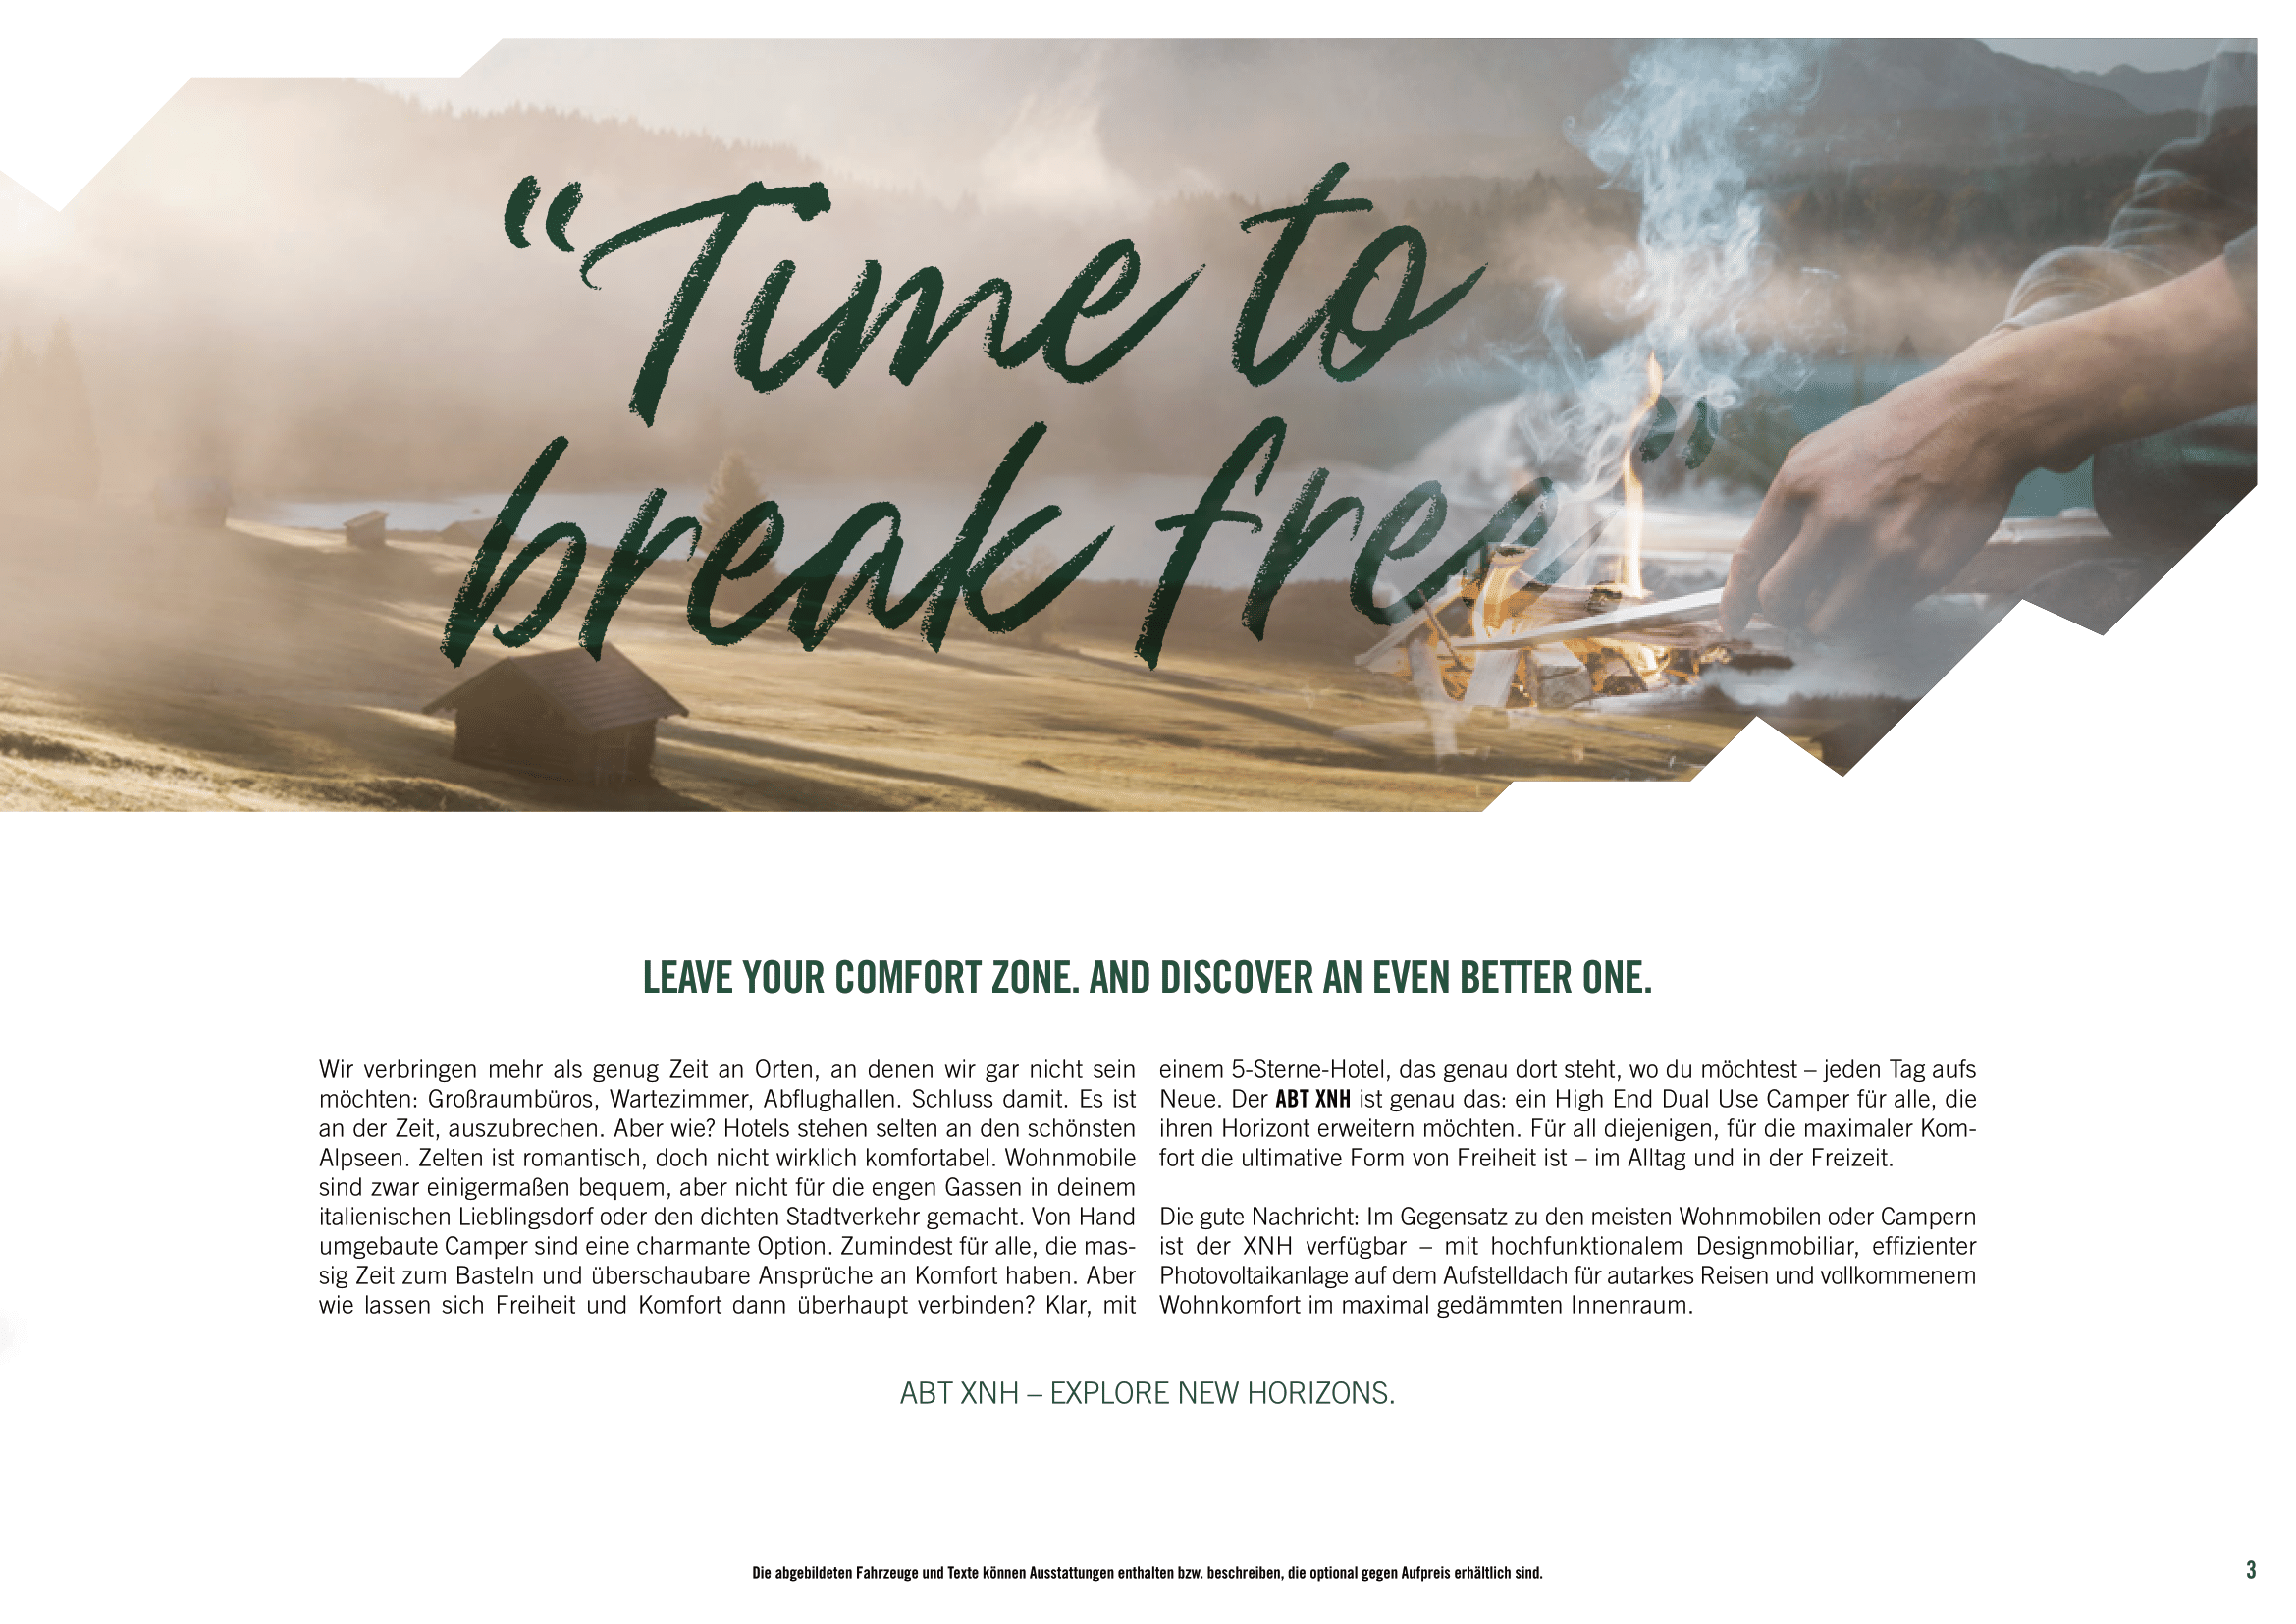 “Time to
break free”
LEAVE YOUR COMFORT ZONE. AND DISCOVER AN EVEN BETTER ONE.
Wir verbringen mehr als genug Zeit an Orten, an denen wir gar nicht sein
möchten: Großraumbüros, Wartezimmer, Abflughallen. Schluss damit. Es ist
an der Zeit, auszubrechen. Aber wie? Hotels stehen selten an den schönsten
Alpseen. Zelten ist romantisch, doch nicht wirklich komfortabel. Wohnmobile
sind zwar einigermaßen bequem, aber nicht für die engen Gassen in deinem
italienischen Lieblingsdorf oder den dichten Stadtverkehr gemacht. Von Hand
umgebaute Camper sind eine charmante Option. Zumindest für alle, die mas-
sig Zeit zum Basteln und überschaubare Ansprüche an Komfort haben. Aber
wie lassen sich Freiheit und Komfort dann überhaupt verbinden? Klar, mit
einem 5-Sterne-Hotel, das genau dort steht, wo du möchtest – jeden Tag aufs
Neue. Der ABT XNH ist genau das: ein High End Dual Use Camper für alle, die
ihren Horizont erweitern möchten. Für all diejenigen, für die maximaler Kom-
fort die ultimative Form von Freiheit ist – im Alltag und in der Freizeit.
Die gute Nachricht: Im Gegensatz zu den meisten Wohnmobilen oder Campern
ist der XNH verfügbar – mit hochfunktionalem Designmobiliar, effizienter
Photovoltaikanlage auf dem Aufstelldach für autarkes Reisen und vollkommenem
Wohnkomfort im maximal gedämmten Innenraum.
ABT XNH – EXPLORE NEW HORIZONS.
Die abgebildeten Fahrzeuge und Texte können Ausstattungen enthalten bzw. beschreiben, die optional gegen Aufpreis erhältlich sind.
3